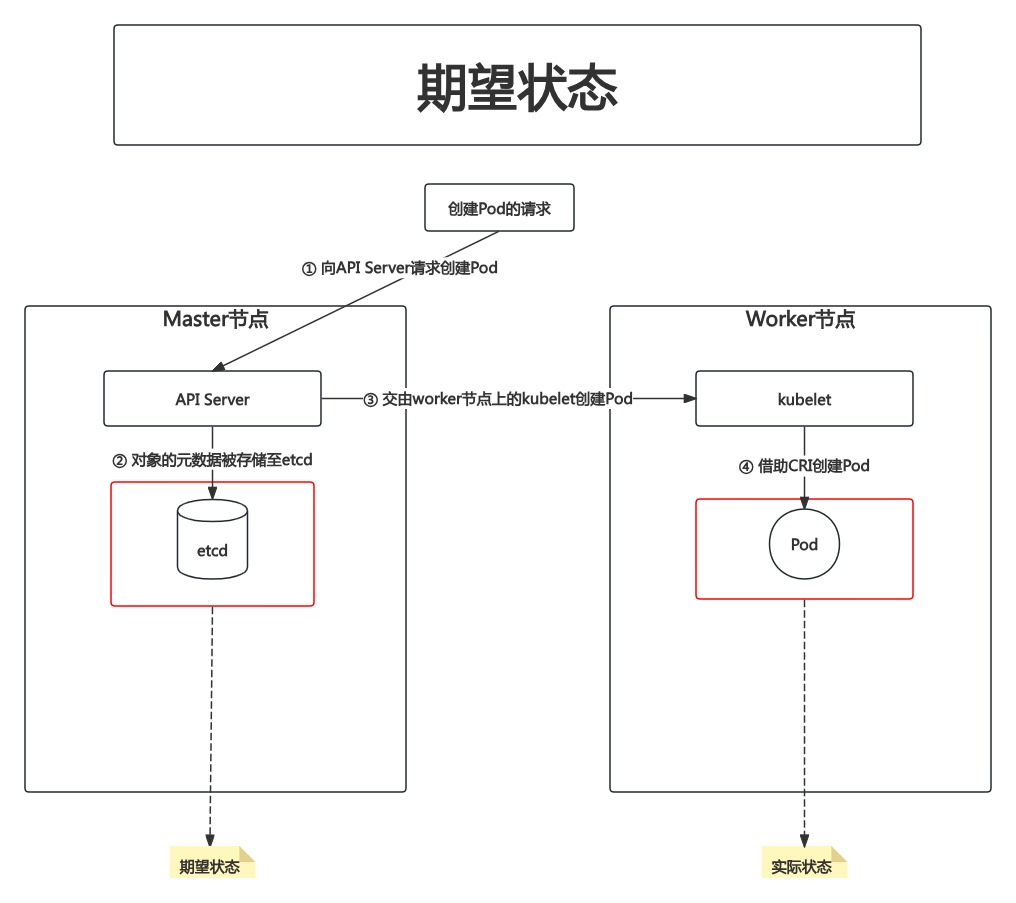 期望状态
创建Pod的请求
① 向API Server请求创建Pod
Master节点
Worker节点
API Server
③ 交由worker节点上的kubelet创建Pod
kubelet
② 对象的元数据被存储至etcd
④ 借助CRI创建Pod
etcd
Pod
期望状态
实际状态